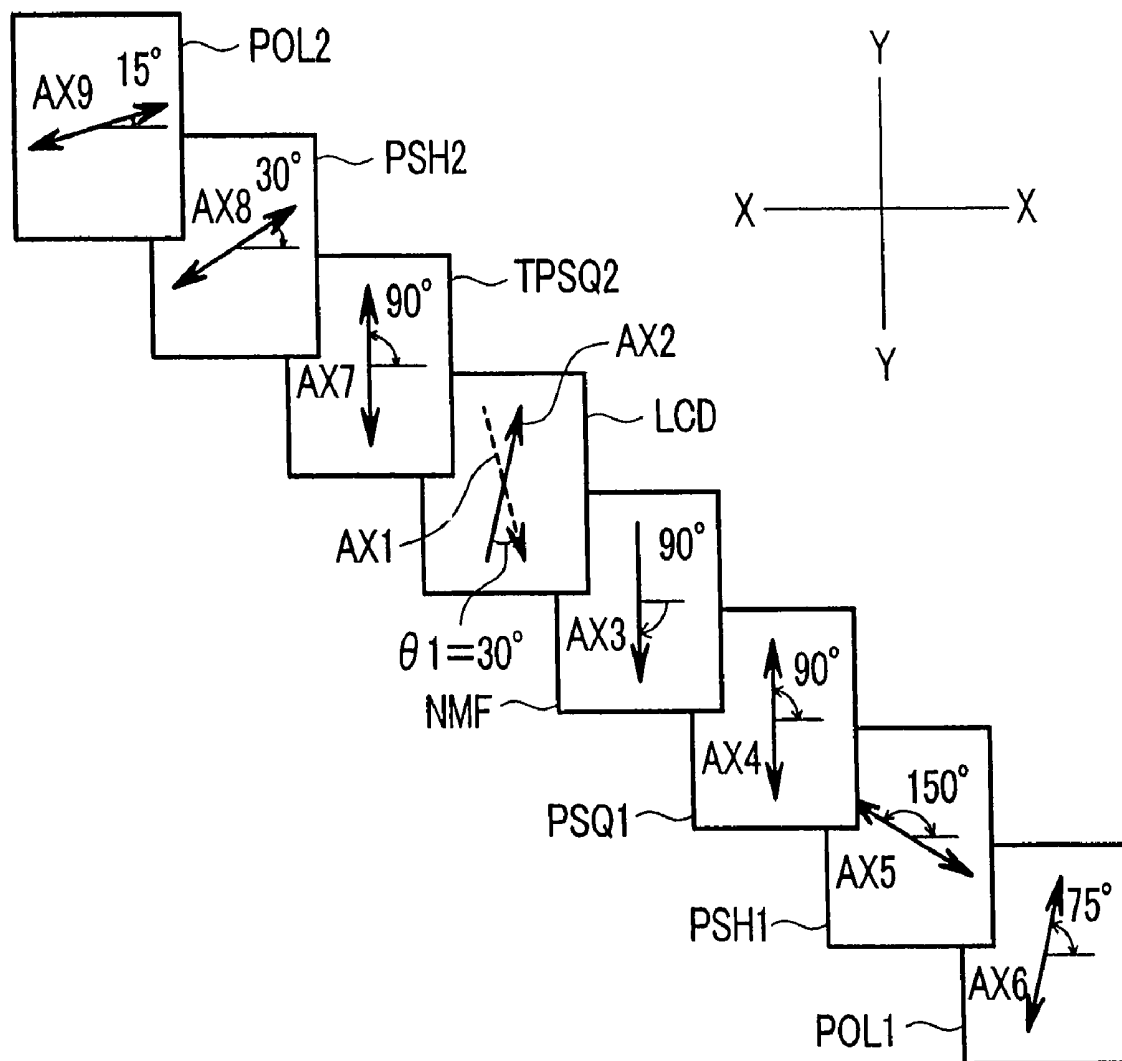 POL2
15°
AX9
Y
PSH2
30°
AX8
X
X
TPSQ2
90°
AX2
Y
AX7
LCD
AX1
90°
θ1=30°
AX3
NMF
90°
AX4
150°
PSQ1
AX5
PSH1
75°
AX6
POL1